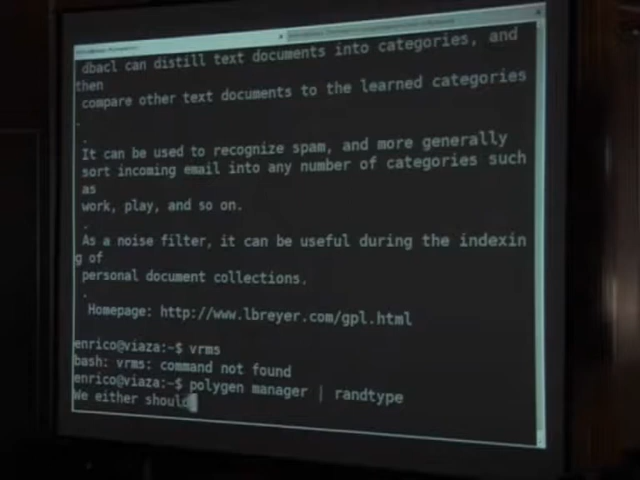 dbacl can distill text documents into categories, and
then
compare other text documents to the learned categories
.
.
It can be used to recognize spam, and more generally
sort incoming email into any number of categories such
as
work, play, and so on.
.
As a noise filter, it can be useful during the indexin
g of
personal document collections.
.
Homepage: http://www.lbreyer.com/gpl.html
enrico@viaza:~$ vrms
bash: vrms: command not found
enrico@viaza:~$ polygen manager | randtype
We either should